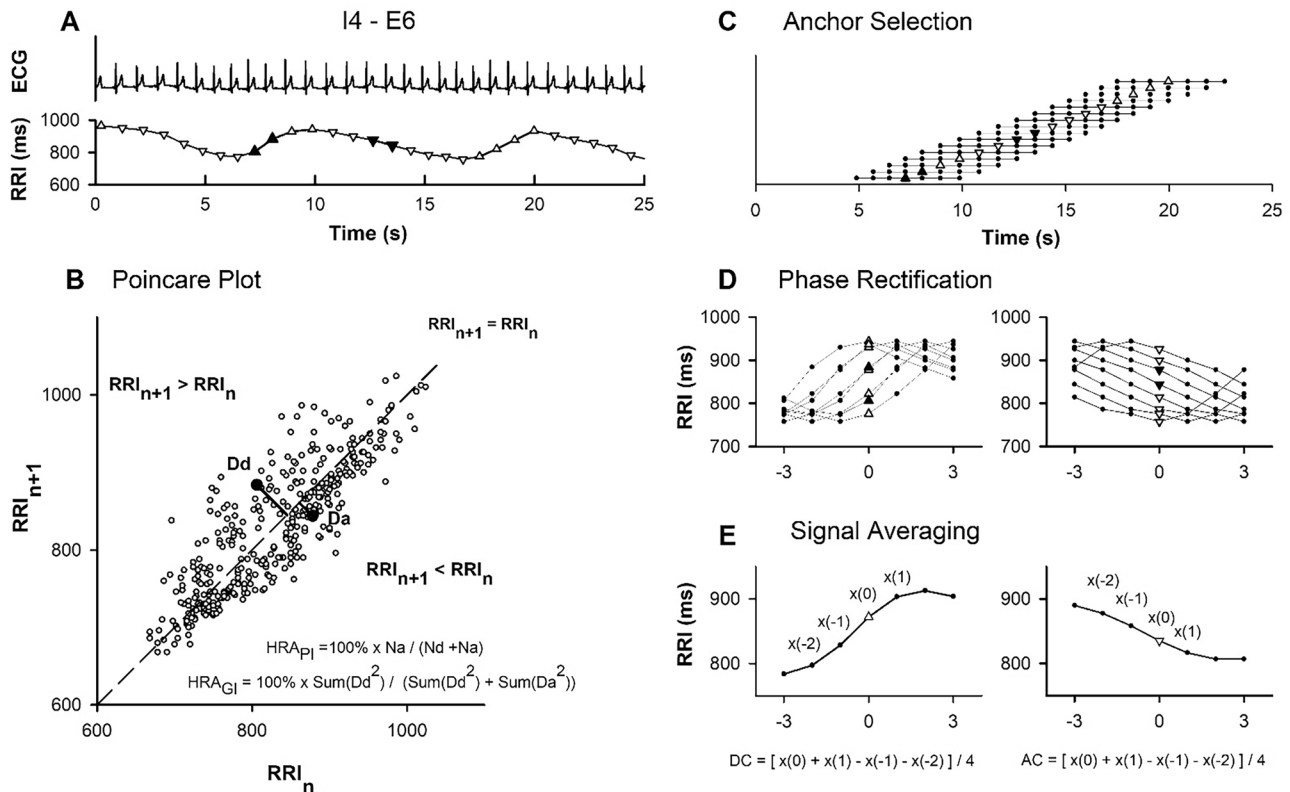 A I4 - E6
ECG
RRI (ms)
1000
800
600
0 5 10 15 20 25
Time (s)
B Poincare Plot
RRIn+1 = RRIn
RRIn+1 > RRIn
Dd
Da
RRIn+1 < RRIn
HRAPI =100% x Na / (Nd +Na)
HRAGI = 100% x Sum(Dd2) / (Sum(Dd2) + Sum(Da2))
RRIn+1
1000
800
600
600 800 1000
RRIn
C Anchor Selection
0 5 10 15 20 25
Time (s)
D Phase Rectification
RRI (ms)
1000
900
800
700
-3 0 3
1000
900
800
700
-3 0 3
E Signal Averaging
RRI (ms)
900
800
x(-2)
x(-1)
x(0)
x(1)
-3 0 3
DC = [ x(0) + x(1) - x(-1) - x(-2) ] / 4
900
800
x(-2)
x(-1)
x(0)
x(1)
-3 0 3
AC = [ x(0) + x(1) - x(-1) - x(-2) ] / 4